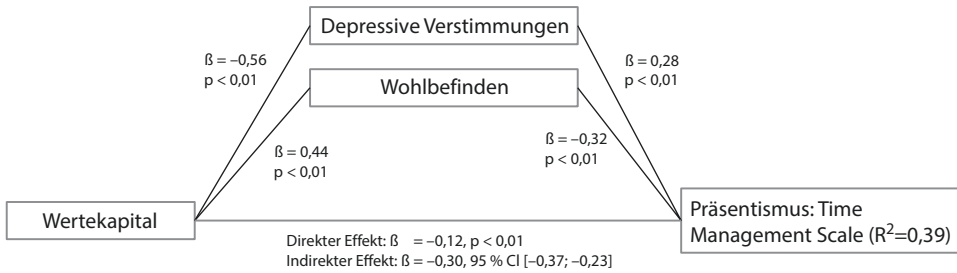 Depressive Verstimmungen
ß = –0,56
p < 0,01
ß = 0,28
p < 0,01
Wohlbefinden
ß = 0,44
p < 0,01
ß = –0,32
p < 0,01
Wertekapital
Präsentismus: Time
Management Scale (R²=0,39)
Direkter Effekt: ß = –0,12, p < 0,01
Indirekter Effekt: ß = –0,30, 95 % Cl [–0,37; –0,23]